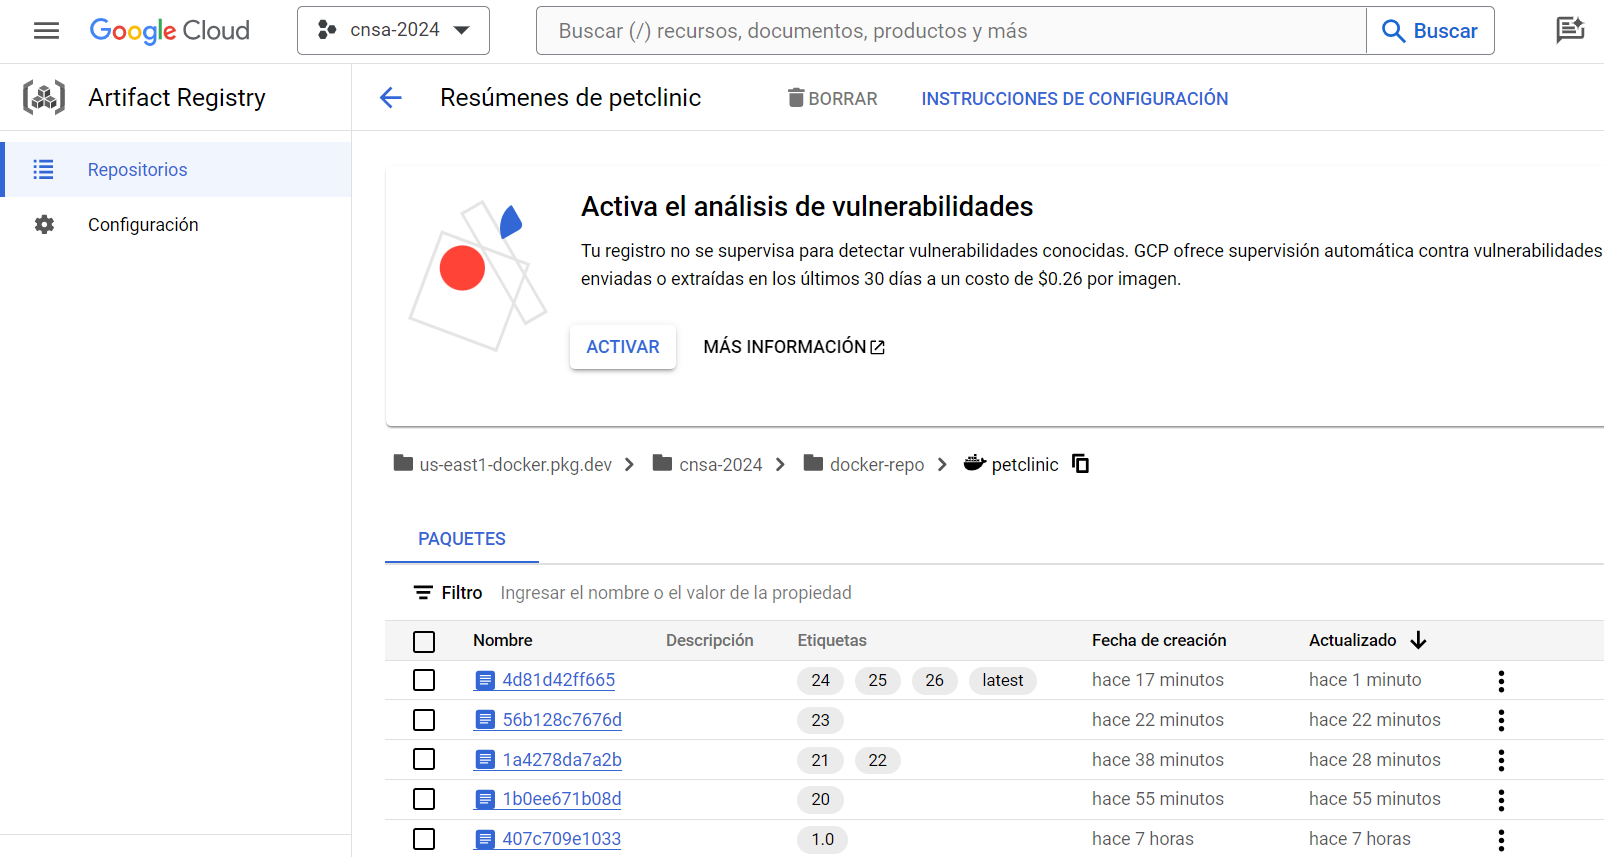 Google Cloud
cnsa-2024
Buscar (/) recursos, documentos, productos y más
Buscar
Artifact Registry
Resúmenes de petclinic
BORRAR
INSTRUCCIONES DE CONFIGURACIÓN
Repositorios
Configuración
Activa el análisis de vulnerabilidades
Tu registro no se supervisa para detectar vulnerabilidades conocidas. GCP ofrece supervisión automática contra vulnerabilidades
enviadas o extraídas en los últimos 30 días a un costo de $0.26 por imagen.
ACTIVAR
MÁS INFORMACIÓN
us-east1-docker.pkg.dev
cnsa-2024
docker-repo
petclinic
PAQUETES
Filtro Ingresar el nombre o el valor de la propiedad
Nombre Descripción Etiquetas Fecha de creación Actualizado
4d81d42ff665 24 25 26 latest hace 17 minutos hace 1 minuto
56b128c7676d 23 hace 22 minutos hace 22 minutos
1a4278da7a2b 21 22 hace 38 minutos hace 28 minutos
1b0ee671b08d 20 hace 55 minutos hace 55 minutos
407c709e1033 1.0 hace 7 horas hace 7 horas